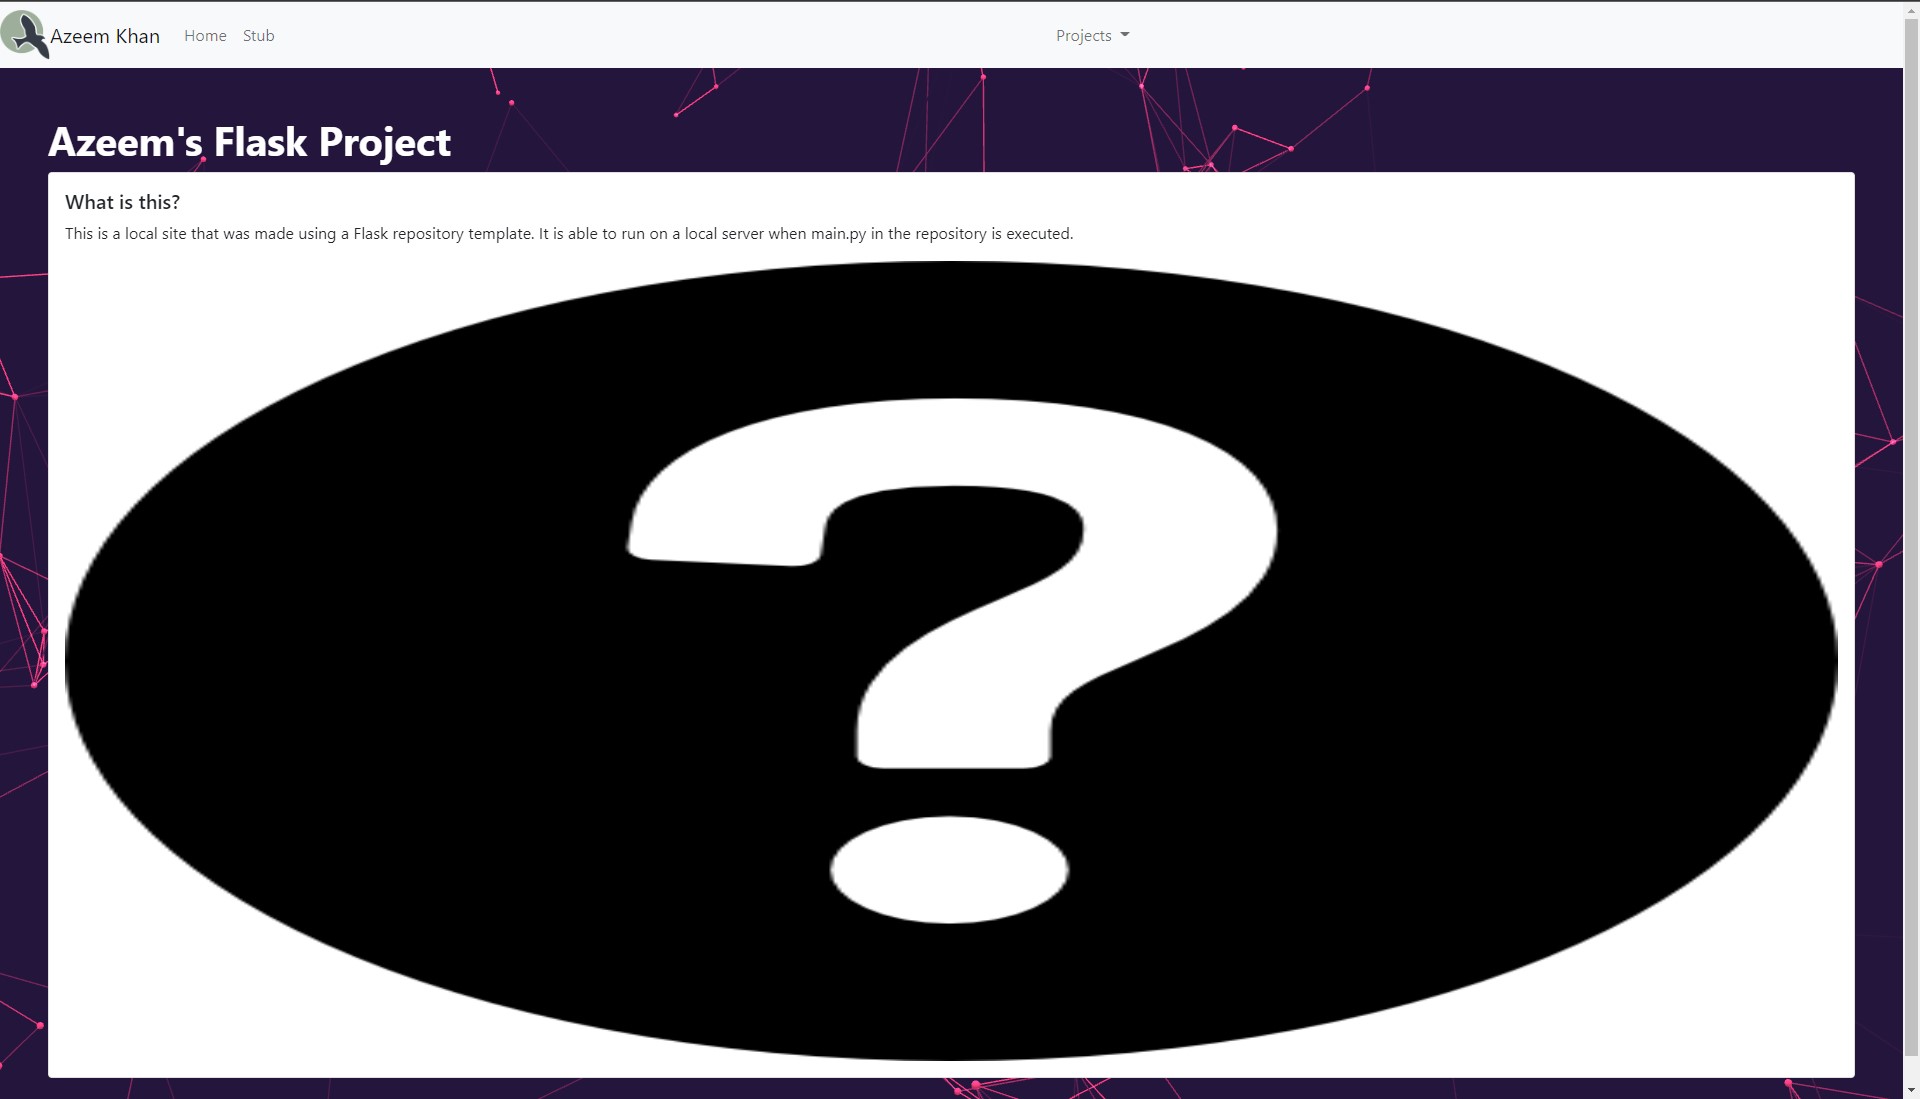 Azeem Khan Home Stub Projects
Azeem's Flask Project
What is this?
This is a local site that was made using a Flask repository template. It is able to run on a local server when main.py in the repository is executed.
?